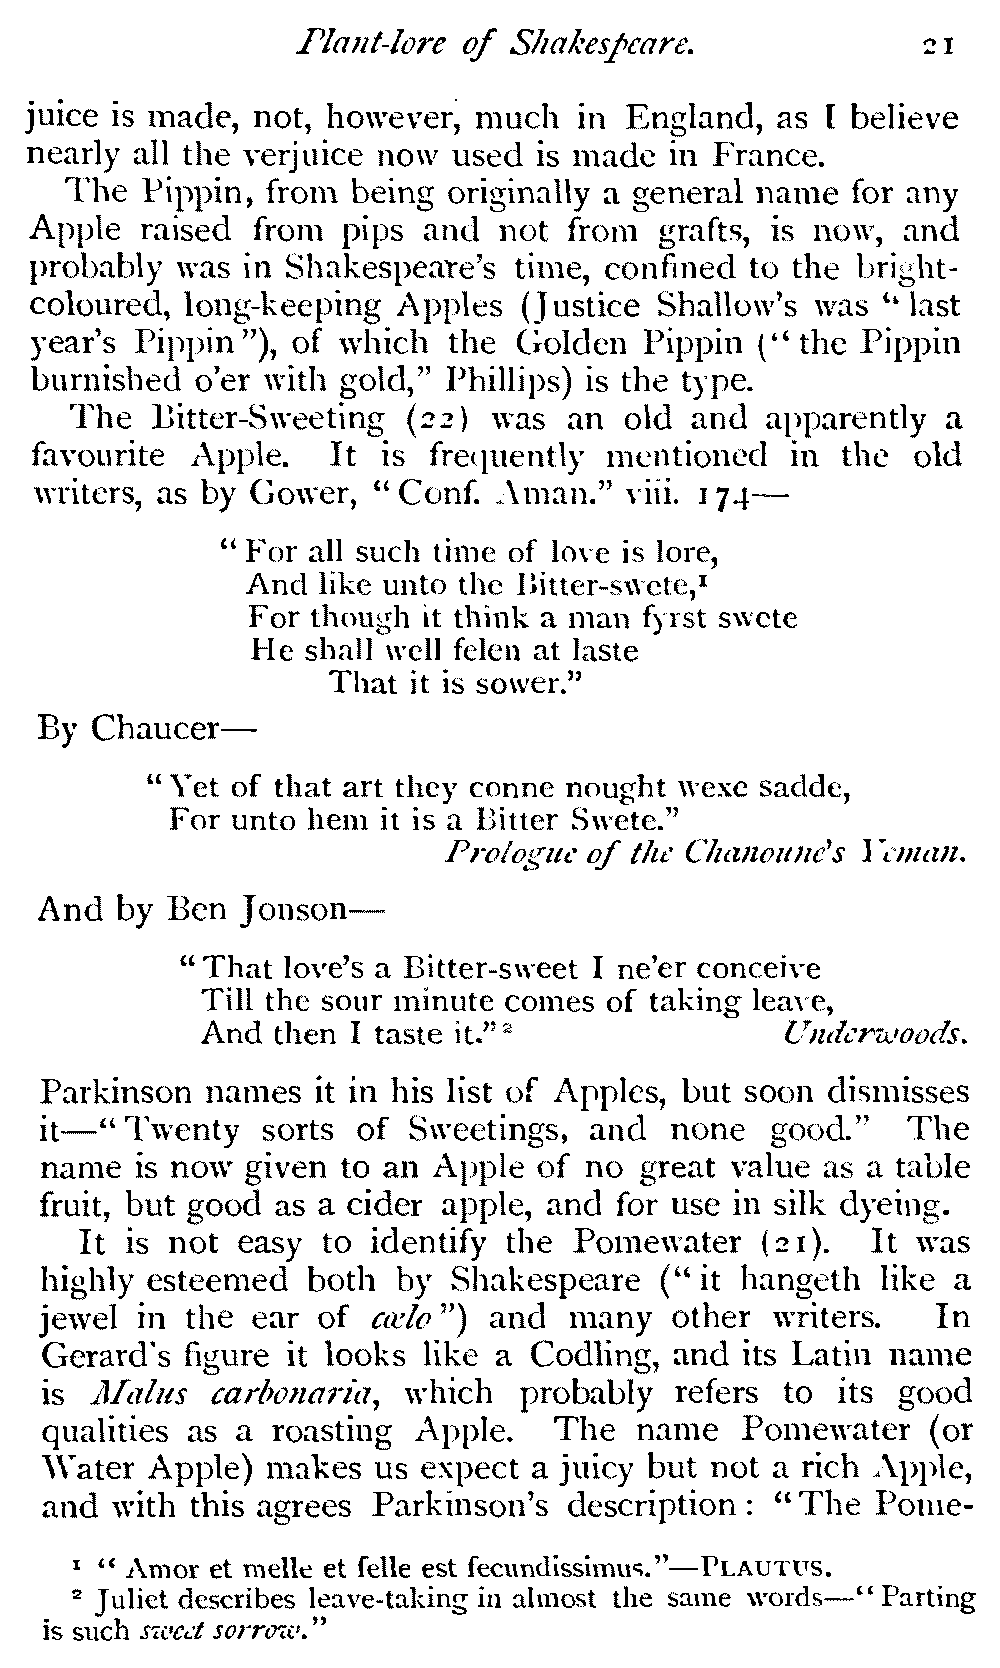 Plant-lore of Shakespeare. 21
juice is made, not, however, much in England, as I believe
nearly all the verjuice now used is made in France.
The Pippin, from being originally a general name for any
Apple raised from pips and not from grafts, is now, and
probably was in Shakespeare's time, confined to the bright-
coloured, long-keeping Apples (Justice Shallow's was "last
year's Pippin"), of which the Golden Pippin ("the Pippin
burnished o'er with gold," Phillips) is the type.
The Bitter-Sweeting (22) was an old and apparently a
favourite Apple. It is frequently mentioned in the old
writers, as by Gower, "Conf. Aman." viii. 174—
"For all such time of love is lore,
And like unto the Bitter-swete,¹
For though it think a man fyrst swete
He shall well felen at laste
That it is sower."
By Chaucer—
"Yet of that art they conne nought wexe sadde,
For unto hem it is a Bitter Swete."
Prologue of the Chanoune's Yeman.
And by Ben Jonson—
"That love's a Bitter-sweet I ne'er conceive
Till the sour minute comes of taking leave,
And then I taste it."² Underwoods.
Parkinson names it in his list of Apples, but soon dismisses
it—"Twenty sorts of Sweetings, and none good." The
name is now given to an Apple of no great value as a table
fruit, but good as a cider apple, and for use in silk dyeing.
It is not easy to identify the Pomewater (21). It was
highly esteemed both by Shakespeare ("it hangeth like a
jewel in the ear of cælo") and many other writers. In
Gerard's figure it looks like a Codling, and its Latin name
is Malus carbonaria, which probably refers to its good
qualities as a roasting Apple. The name Pomewater (or
Water Apple) makes us expect a juicy but not a rich Apple,
and with this agrees Parkinson's description: "The Pome-
¹ "Amor et melle et felle est fecundissimus."—PLAUTUS.
² Juliet describes leave-taking in almost the same words—"Parting
is such sweet sorrow."